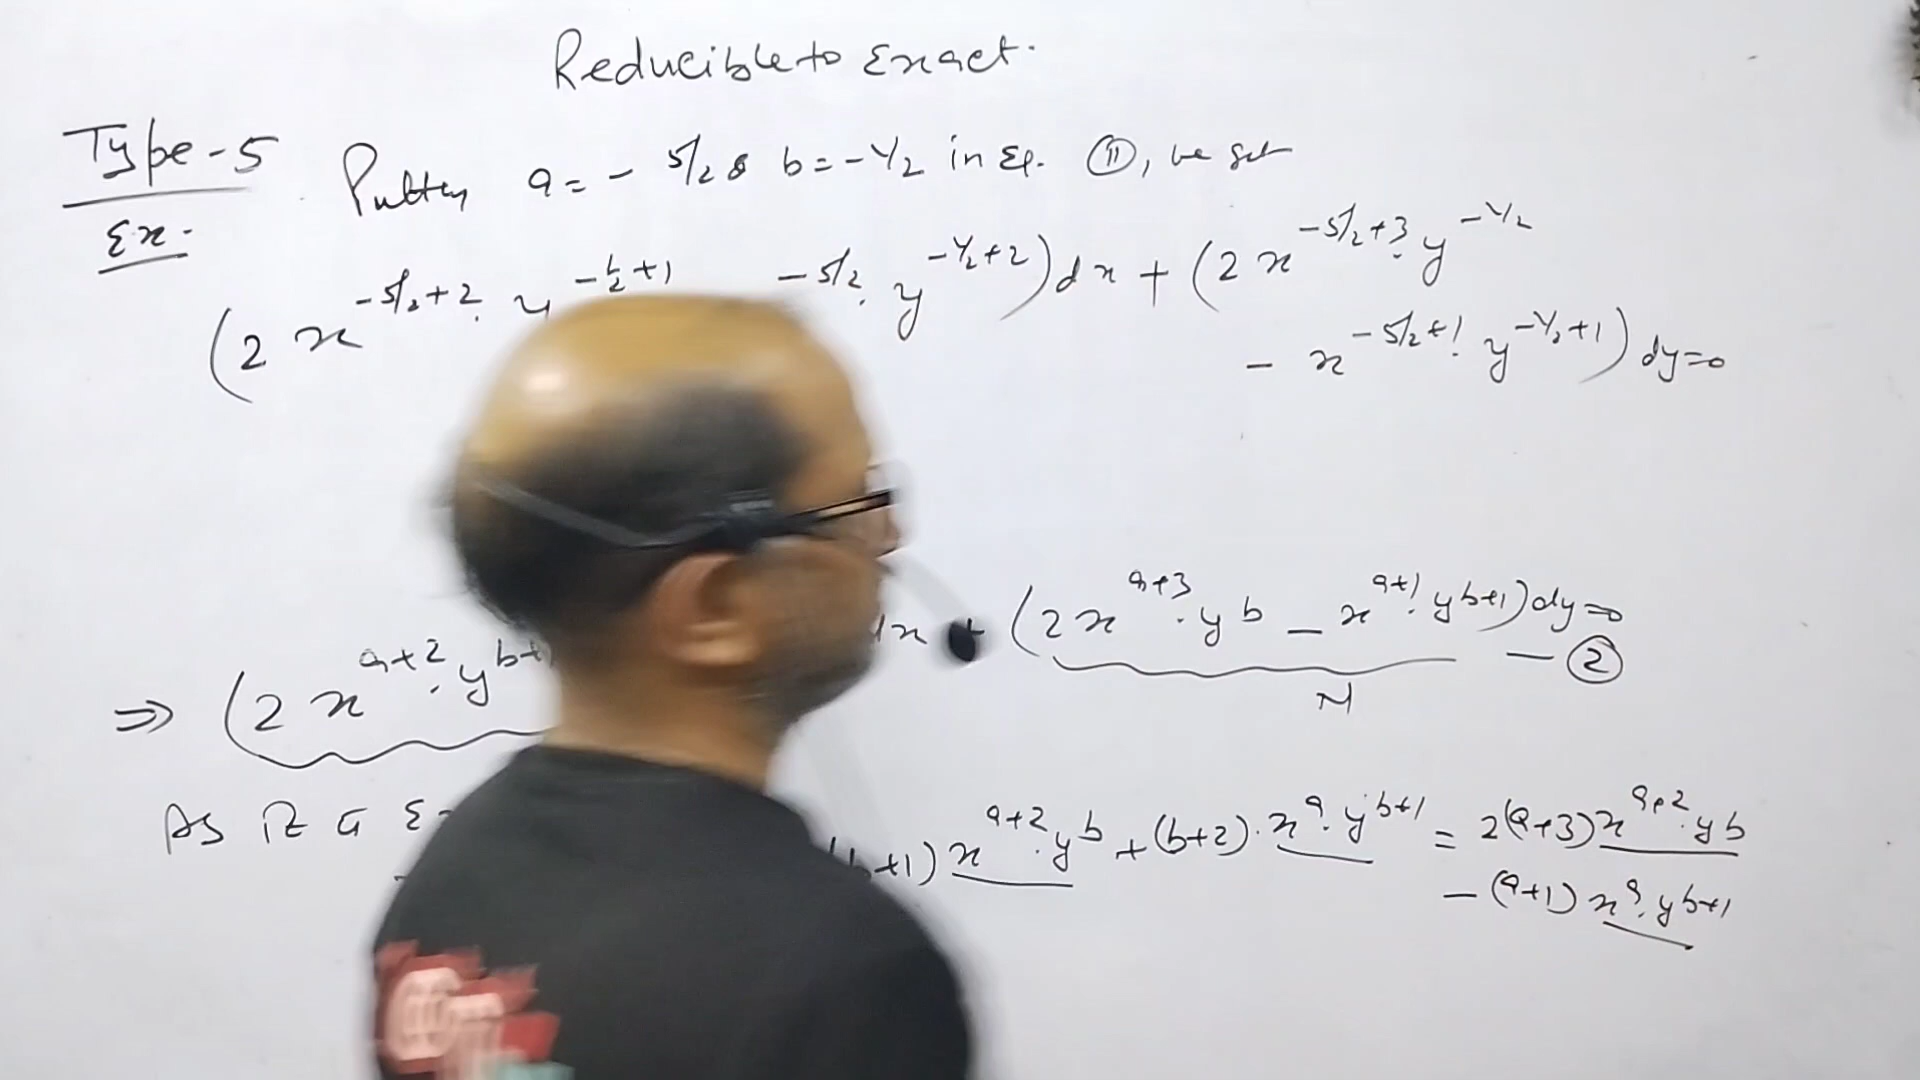 Reducible to Exact.
Type-5
Ex.
Putting a = - 5/2 & b = -1/2 in Eq. (11), we get
(2 x^{-5/2+2} . y^{-1/2+1} -5/2 . y^{-1/2+2}) dx + (2 x^{-5/2+3} . y^{-1/2}
- x^{-5/2+1} . y^{-1/2+1}) dy=0
⇒ (2 x^{a+2} . y^{b+1} dx + (2 x^{a+3} . y^b - x^{a+1} . y^{b+1}) dy=0
— (2)
N
As it is
(b+1) x^{a+2} . y^b + (b+2) . x^a . y^{b+1} = 2(a+3) x^{a+2} . y^b
- (a+1) x^a . y^{b+1}